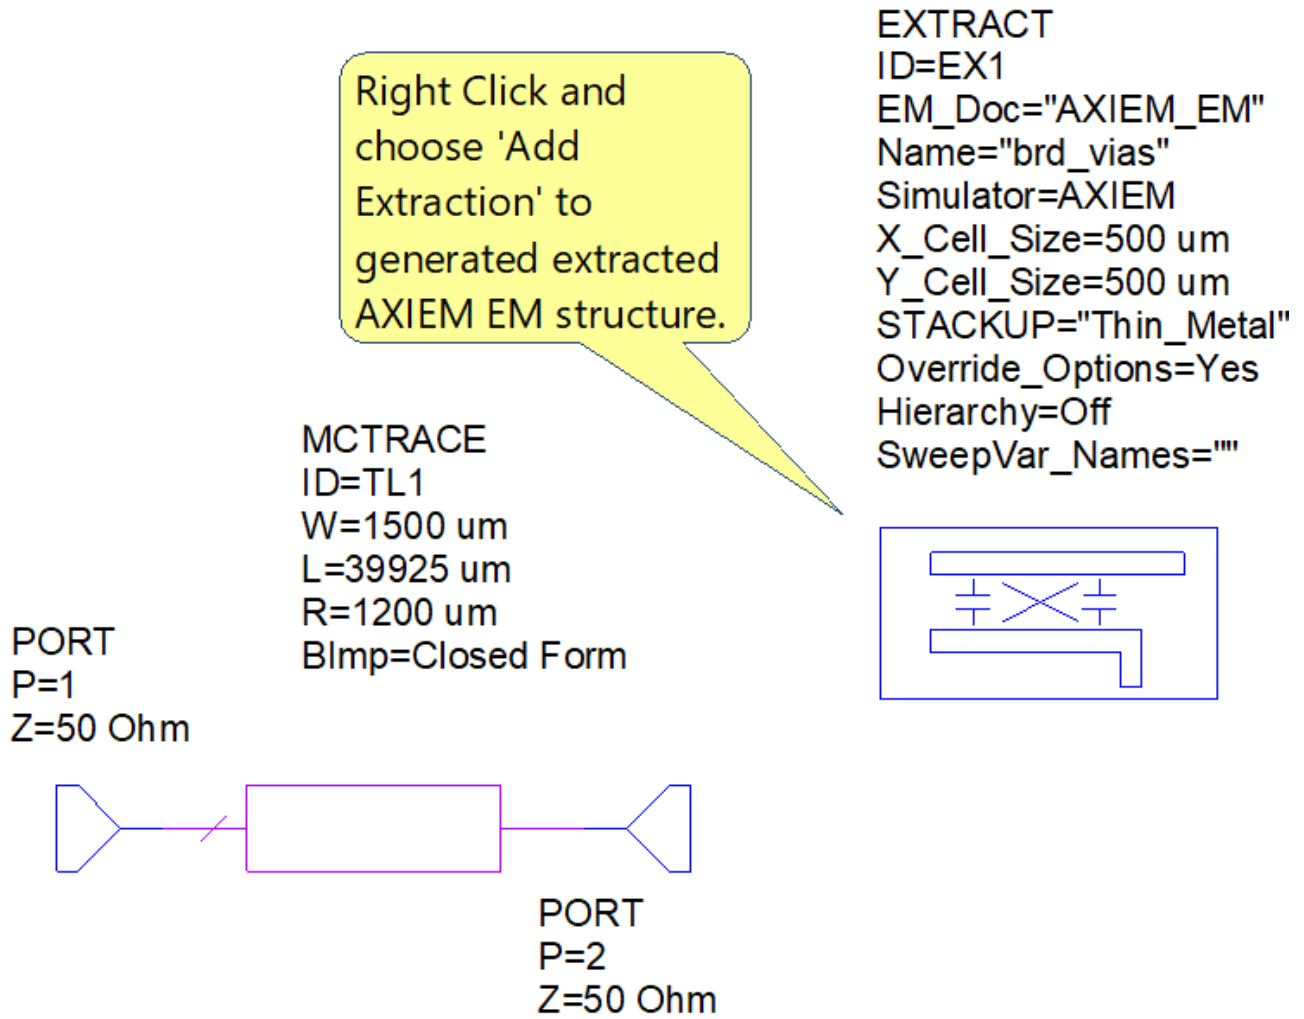 EXTRACT
ID=EX1
EM_Doc="AXIEM_EM"
Name="brd_vias"
Simulator=AXIEM
X_Cell_Size=500 um
Y_Cell_Size=500 um
STACKUP="Thin_Metal"
Override_Options=Yes
Hierarchy=Off
SweepVar_Names=""
Right Click and
choose 'Add
Extraction' to
generated extracted
AXIEM EM structure.
MCTRACE
ID=TL1
W=1500 um
L=39925 um
R=1200 um
BImp=Closed Form
PORT
P=1
Z=50 Ohm
PORT
P=2
Z=50 Ohm